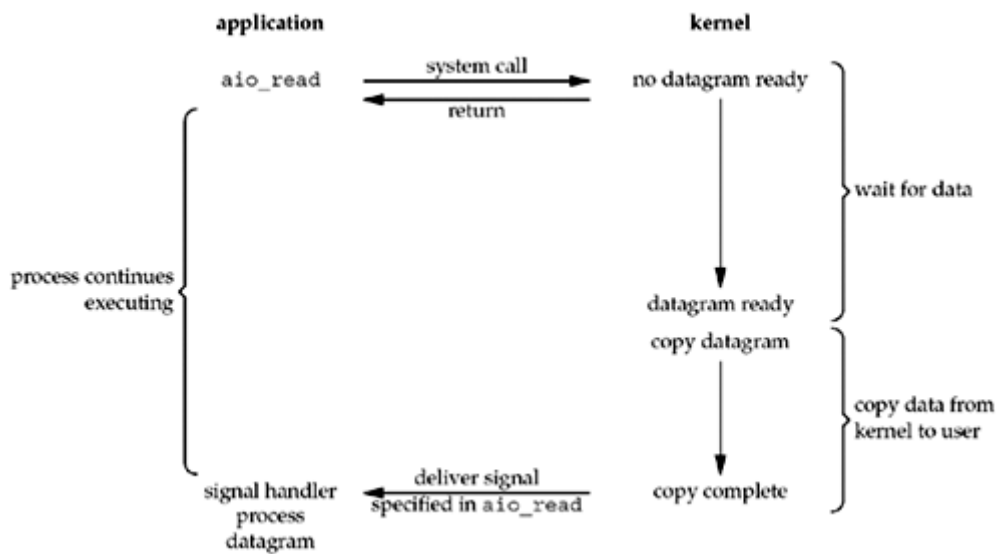 application
kernel
aio_read
system call
no datagram ready
return
wait for data
process continues
executing
datagram ready
copy datagram
copy data from
kernel to user
signal handler
process
datagram
deliver signal
specified in aio_read
copy complete